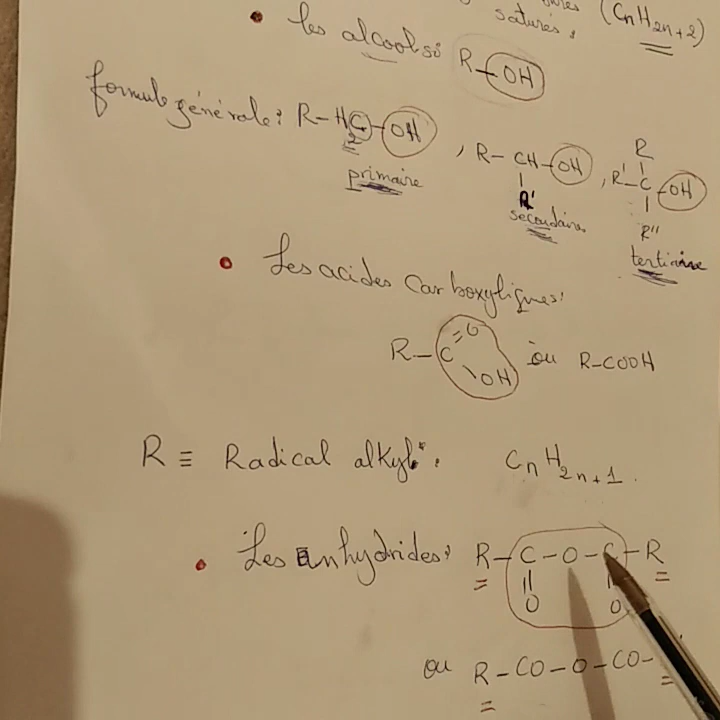 saturés, (CnH2n+2)
• Les alcools: R-OH
formule générale: R-H2C-OH, R-CH-OH, R'-C-OH
R
R' R"
primaire secondaire tertiaire
• Les acides carboxyliques:
R-C=O ou R-COOH
OH
R ≡ Radical alkyl: CnH2n+1.
• Les Anhydrides: R-C-O-C-R
O O
ou R-CO-O-CO-